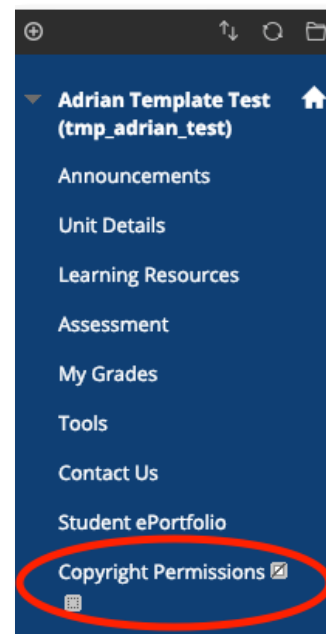 Adrian Template Test
(tmp_adrian_test)
Announcements
Unit Details
Learning Resources
Assessment
My Grades
Tools
Contact Us
Student ePortfolio
Copyright Permissions